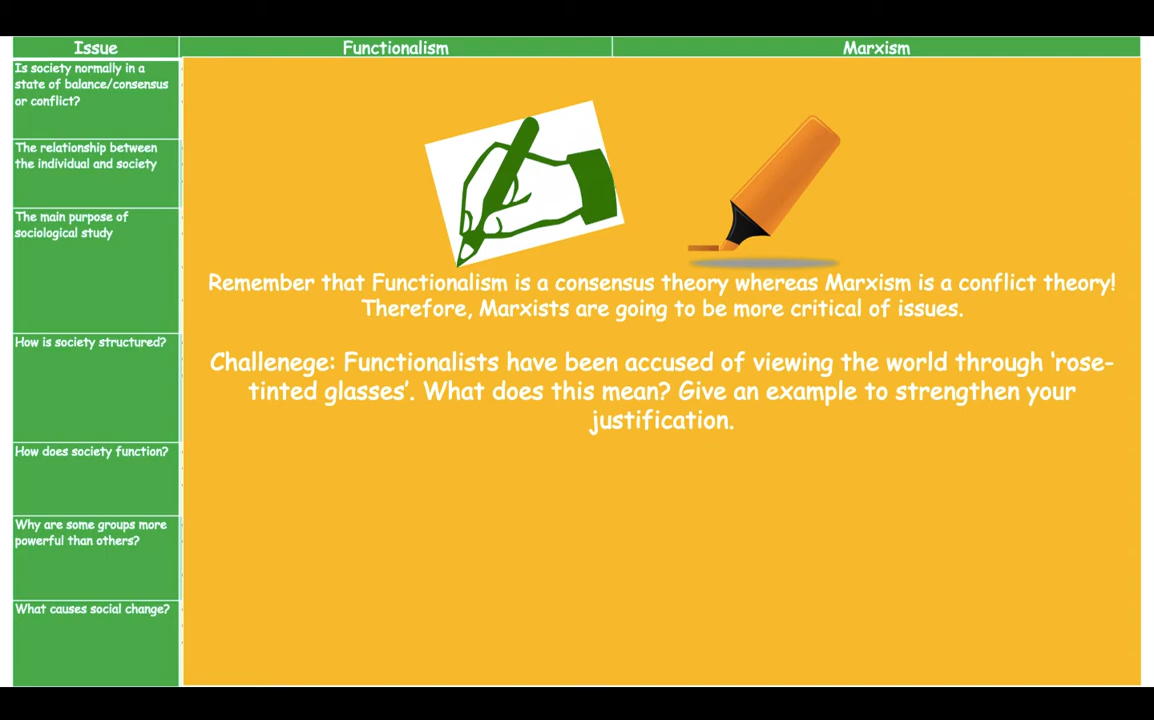 Issue
Functionalism
Marxism
Is society normally in a
state of balance/consensus
or conflict?
The relationship between
the individual and society
The main purpose of
sociological study
How is society structured?
How does society function?
Why are some groups more
powerful than others?
What causes social change?
Remember that Functionalism is a consensus theory whereas Marxism is a conflict theory!
Therefore, Marxists are going to be more critical of issues.
Challenege: Functionalists have been accused of viewing the world through ‘rose-
tinted glasses’. What does this mean? Give an example to strengthen your
justification.